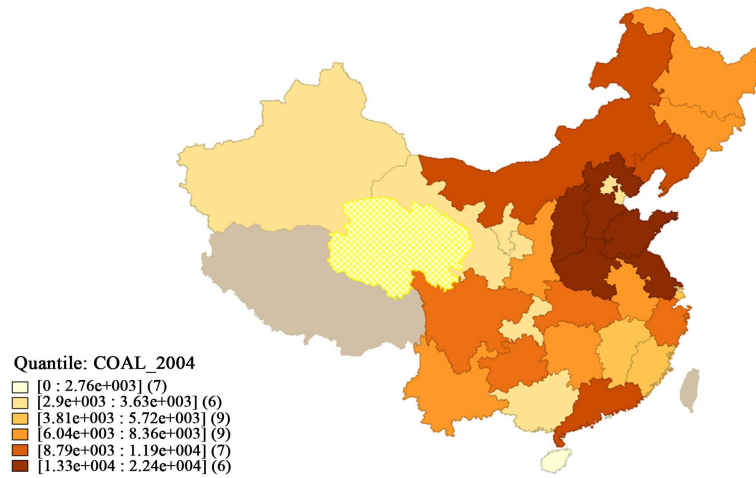 Quantile: COAL_2004
[0 : 2.76e+003] (7)
[2.9e+003 : 3.63e+003] (6)
[3.81e+003 : 5.72e+003] (9)
[6.04e+003 : 8.36e+003] (9)
[8.79e+003 : 1.19e+004] (7)
[1.33e+004 : 2.24e+004] (6)